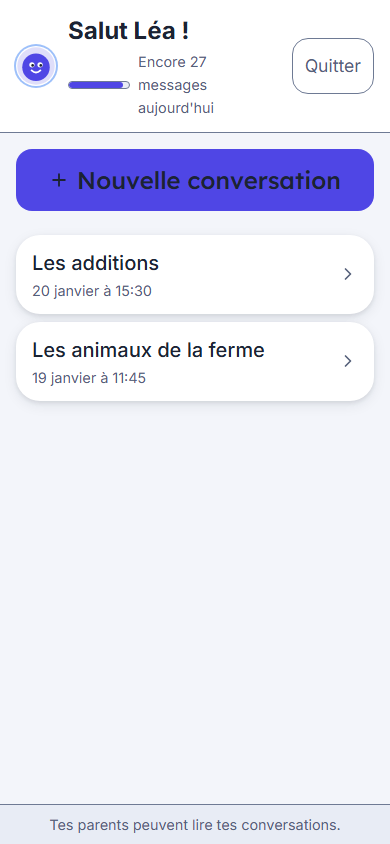 Salut Léa !
Encore 27
messages
aujourd'hui
Quitter
+ Nouvelle conversation
Les additions
20 janvier à 15:30
Les animaux de la ferme
19 janvier à 11:45
Tes parents peuvent lire tes conversations.